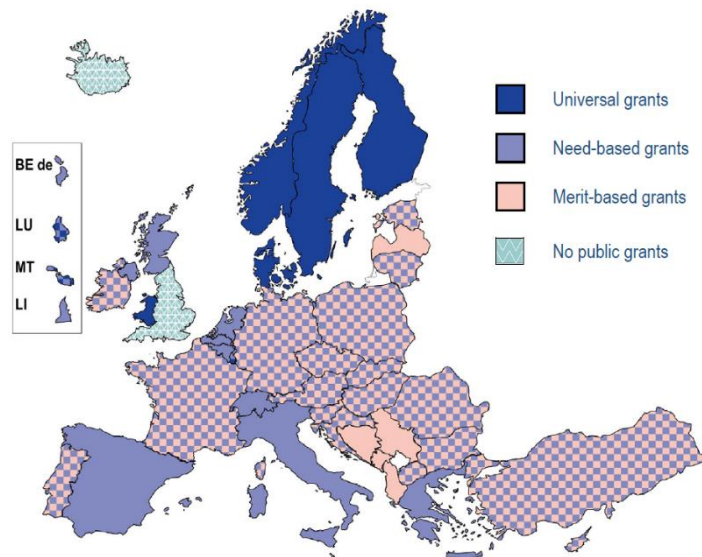 Universal grants
Need-based grants
Merit-based grants
No public grants
BE de
LU
MT
LI